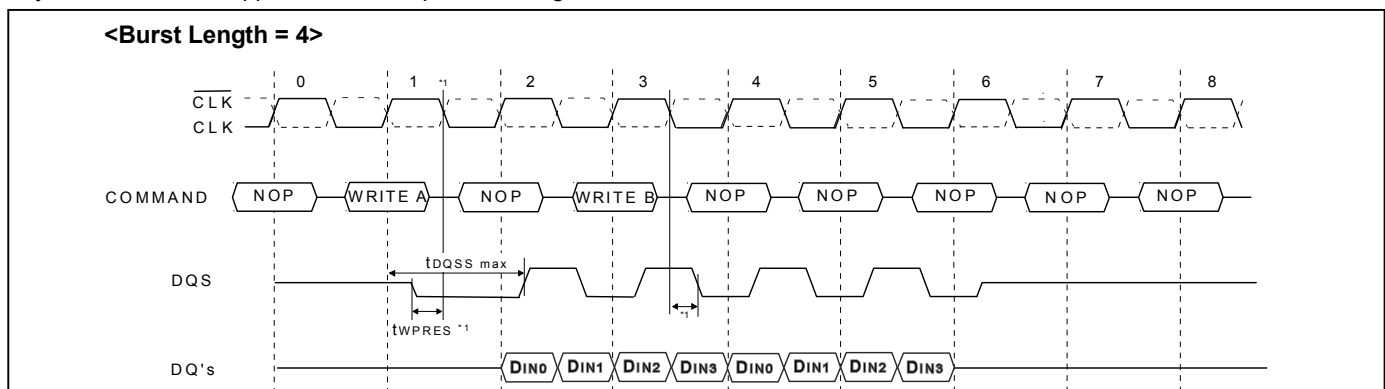 <Burst Length = 4>
0 1 *1 2 3 4 5 6 7 8
CLK
CLK
COMMAND NOP WRITE A NOP WRITE B NOP NOP NOP NOP NOP
tDQSS max
DQS
*1
tWPRES *1
DQ's DIN0 DIN1 DIN2 DIN3 DIN0 DIN1 DIN2 DIN3